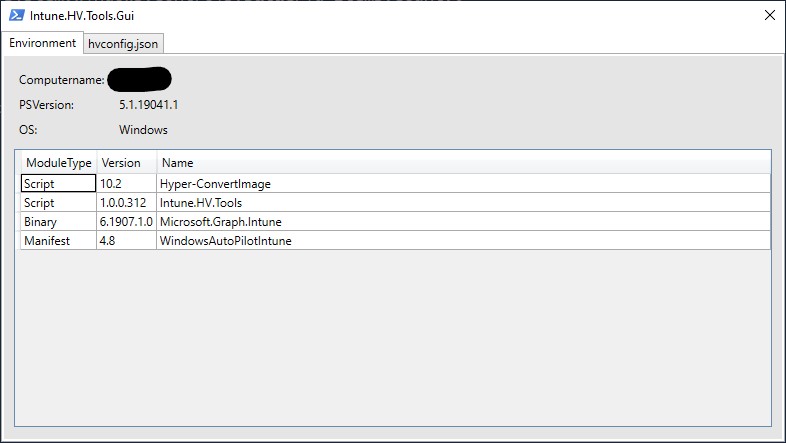 Intune.HV.Tools.Gui
Environment hvconfig.json
Computername:
PSVersion: 5.1.19041.1
OS: Windows
ModuleType Version Name
Script 10.2 Hyper-ConvertImage
Script 1.0.0.312 Intune.HV.Tools
Binary 6.1907.1.0 Microsoft.Graph.Intune
Manifest 4.8 WindowsAutoPilotIntune